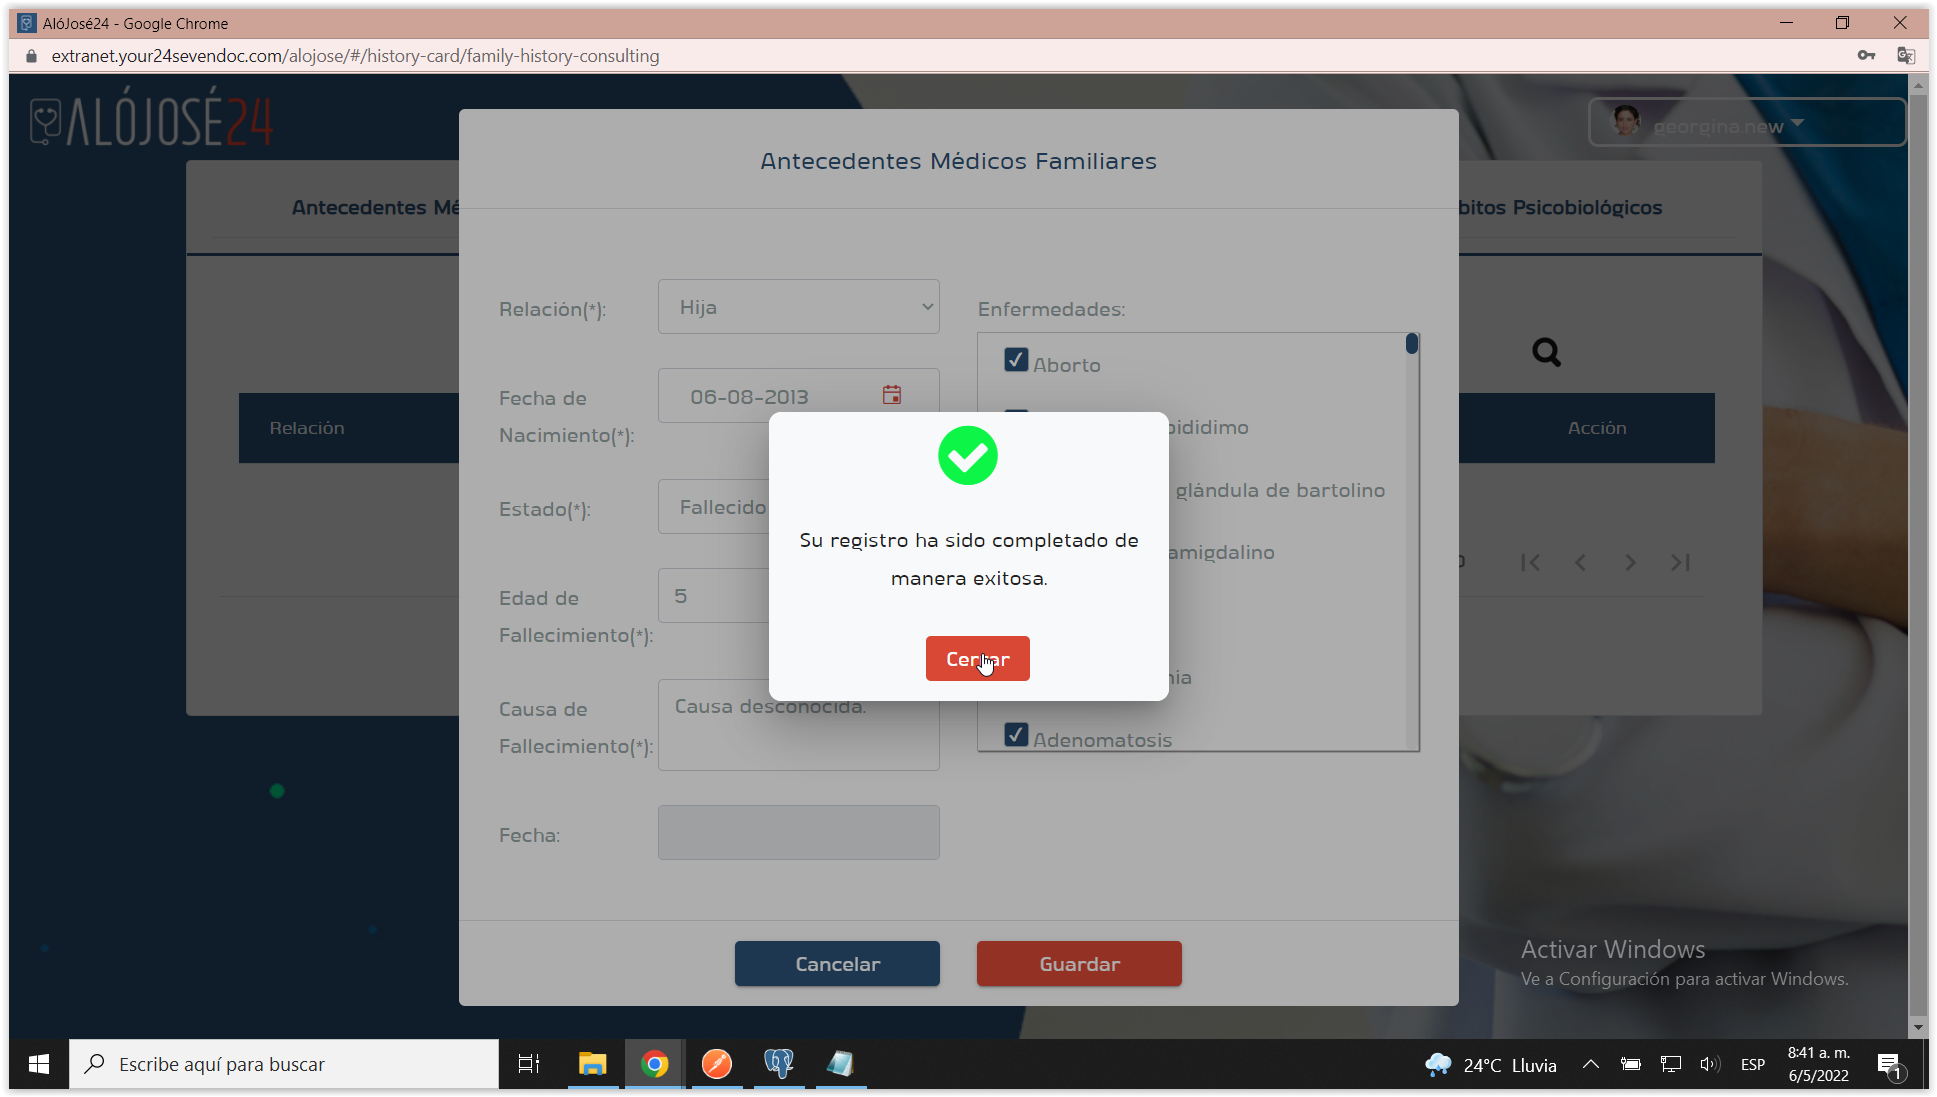 AlóJosé24 - Google Chrome
extranet.your24sevendoc.com/alojose/#/history-card/family-history-consulting
ALÓJOSÉ24
georgina.new
Antecedentes Médicos Familiares
Antecedentes Mé
bitos Psicobiológicos
Relación(*):
Hija
Enfermedades:
Aborto
Fecha de
Nacimiento(*):
06-08-2013
pididimo
Relación
Acción
glándula de bartolino
Estado(*):
Fallecido
amigdalino
Su registro ha sido completado de
manera exitosa.
Cerrar
Edad de
Fallecimiento(*):
5
nia
Causa de
Fallecimiento(*):
Causa desconocida.
Adenomatosis
Fecha:
Cancelar
Guardar
Activar Windows
Ve a Configuración para activar Windows.
Escribe aquí para buscar
24°C Lluvia
ESP
8:41 a. m.
6/5/2022
1